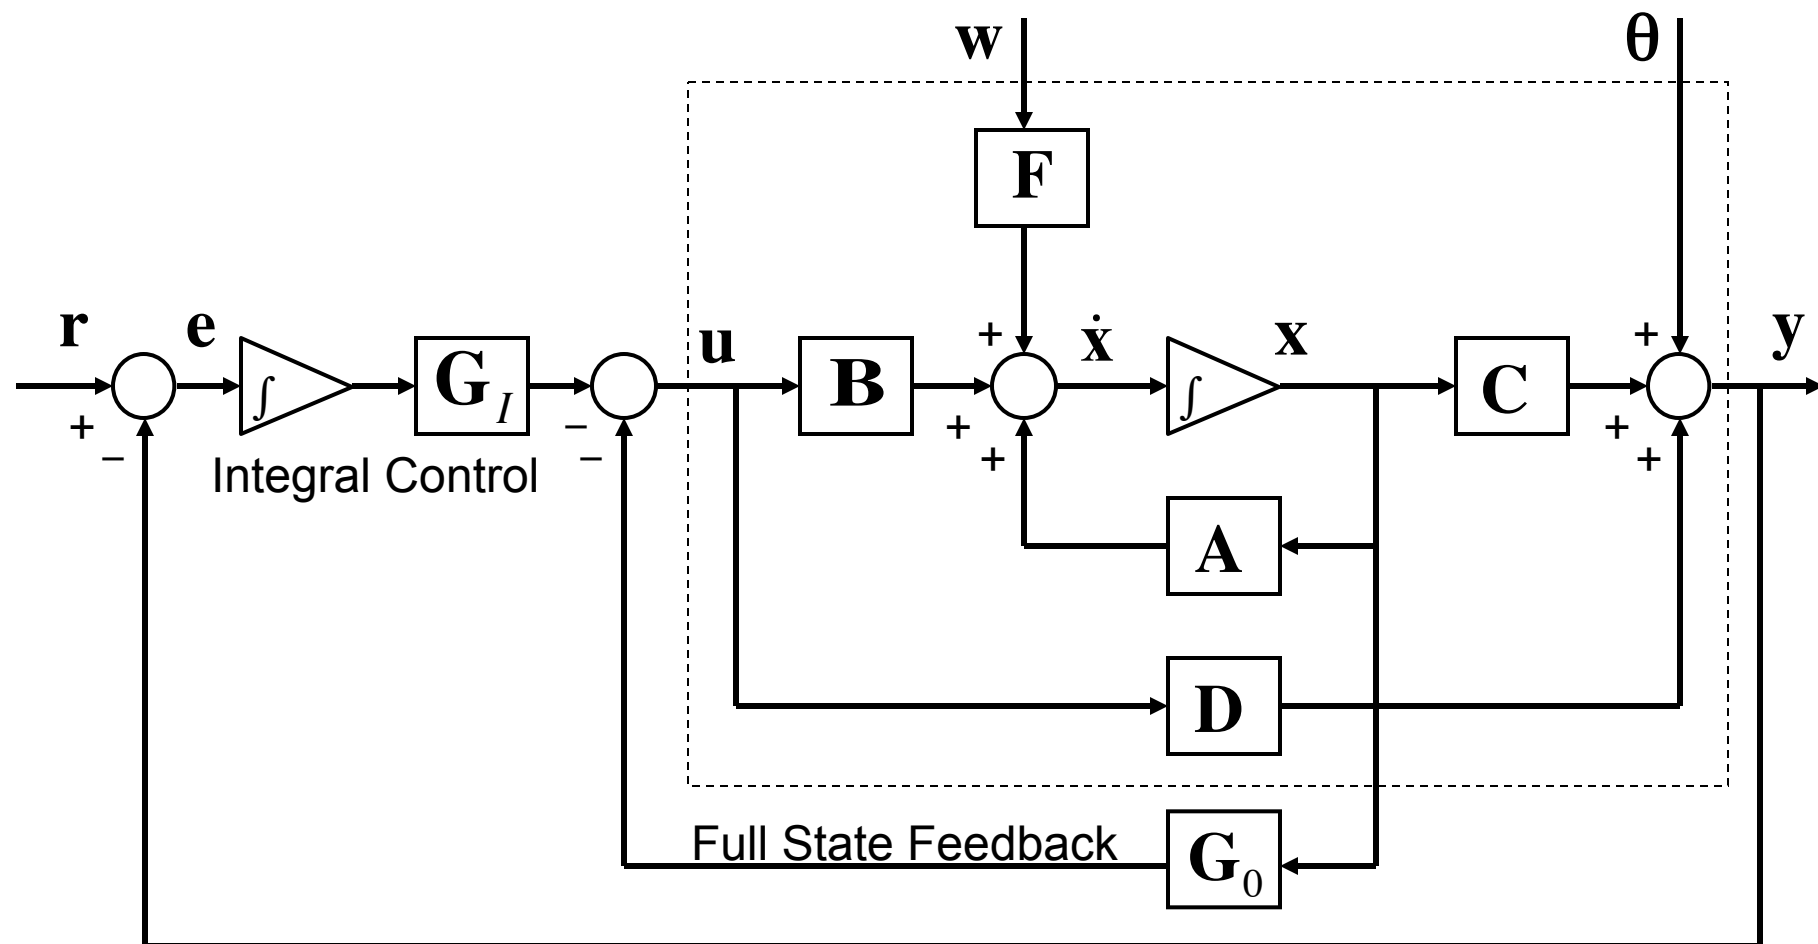 w
θ
F
r
e
∫
G_I
u
B
ẋ
∫
x
C
y
+
+
+
+
+
+
+
−
−
−
Integral Control
A
D
Full State Feedback
G_0